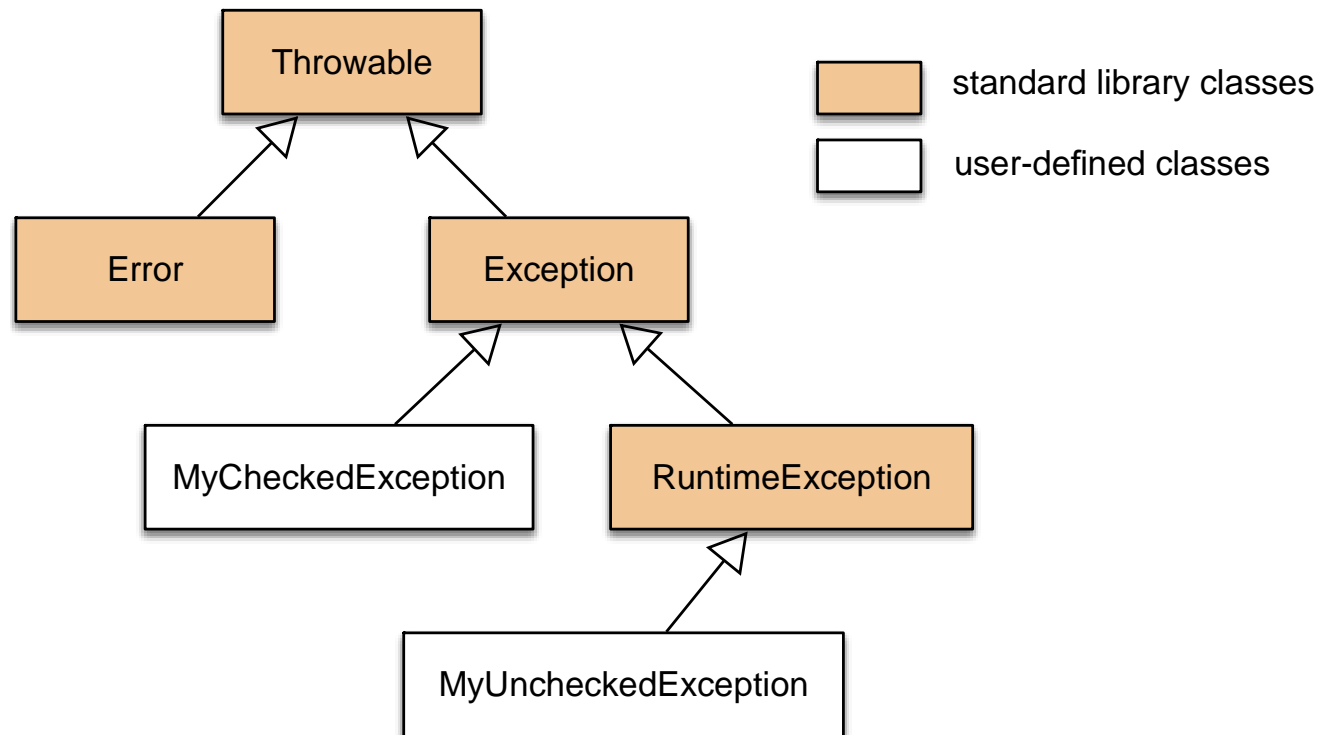 Throwable
standard library classes
user-defined classes
Error
Exception
MyCheckedException
RuntimeException
MyUncheckedException